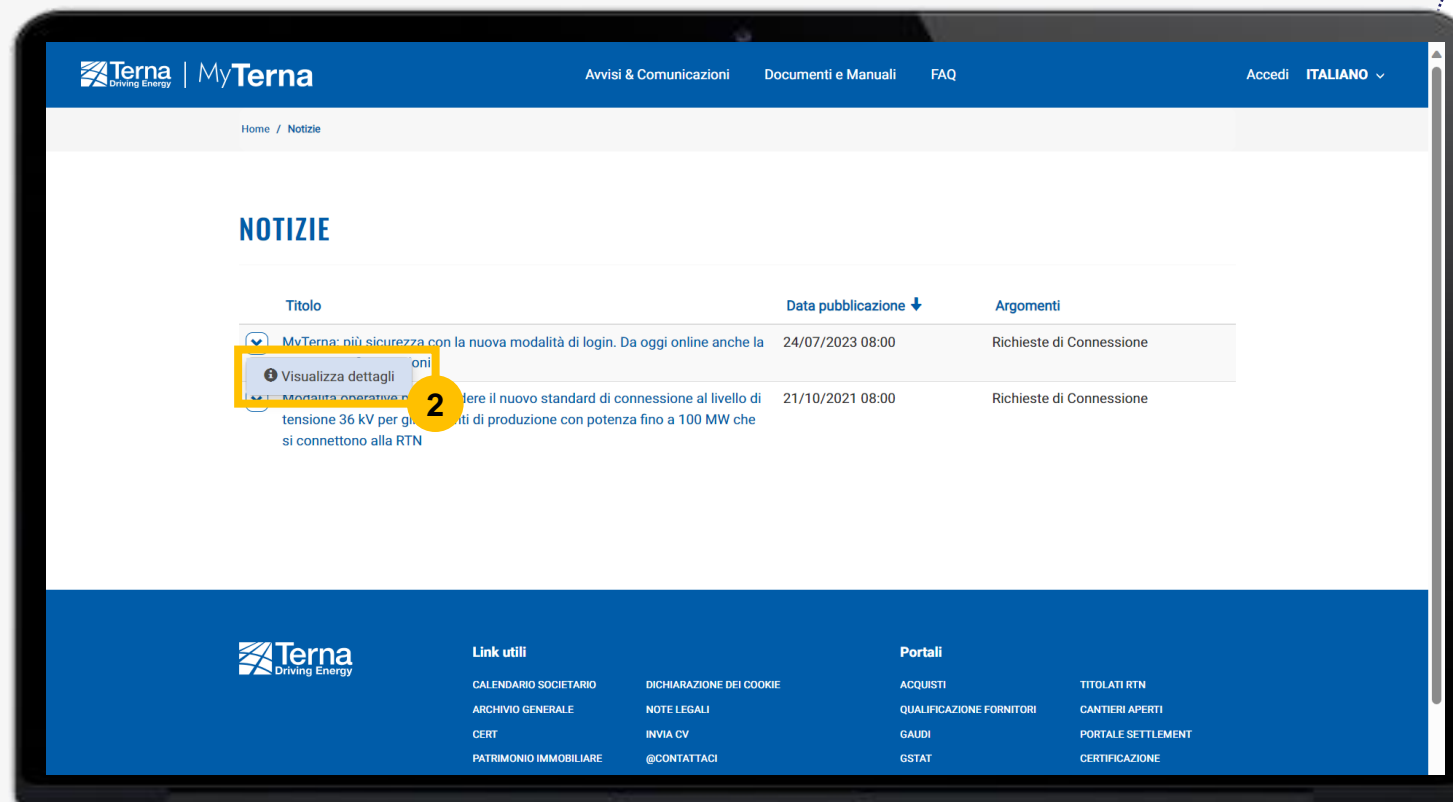 Terna Driving Energy | MyTerna
Avvisi & Comunicazioni Documenti e Manuali FAQ
Accedi ITALIANO
Home / Notizie
NOTIZIE
Titolo Data pubblicazione Argomenti
MyTerna: più sicurezza con la nuova modalità di login. Da oggi online anche la 24/07/2023 08:00 Richieste di Connessione
Visualizza dettagli
2
Modalità operative dere il nuovo standard di connessione al livello di 21/10/2021 08:00 Richieste di Connessione
tensione 36 kV per gli nti di produzione con potenza fino a 100 MW che
si connettono alla RTN
Terna
Driving Energy
Link utili
CALENDARIO SOCIETARIO DICHIARAZIONE DEI COOKIE
ARCHIVIO GENERALE NOTE LEGALI
CERT INVIA CV
PATRIMONIO IMMOBILIARE @CONTATTACI
Portali
ACQUISTI TITOLATI RTN
QUALIFICAZIONE FORNITORI CANTIERI APERTI
GAUDI PORTALE SETTLEMENT
GSTAT CERTIFICAZIONE